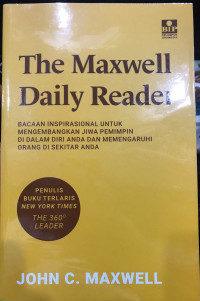 BIP
The Maxwell
Daily Reader
BACAAN INSPIRASIONAL UNTUK
MENGEMBANGKAN JIWA PEMIMPIN
DI DALAM DIRI ANDA DAN MEMENGARUHI
ORANG DI SEKITAR ANDA
PENULIS
BUKU TERLARIS
NEW YORK TIMES
THE 360°
LEADER
JOHN C. MAXWELL